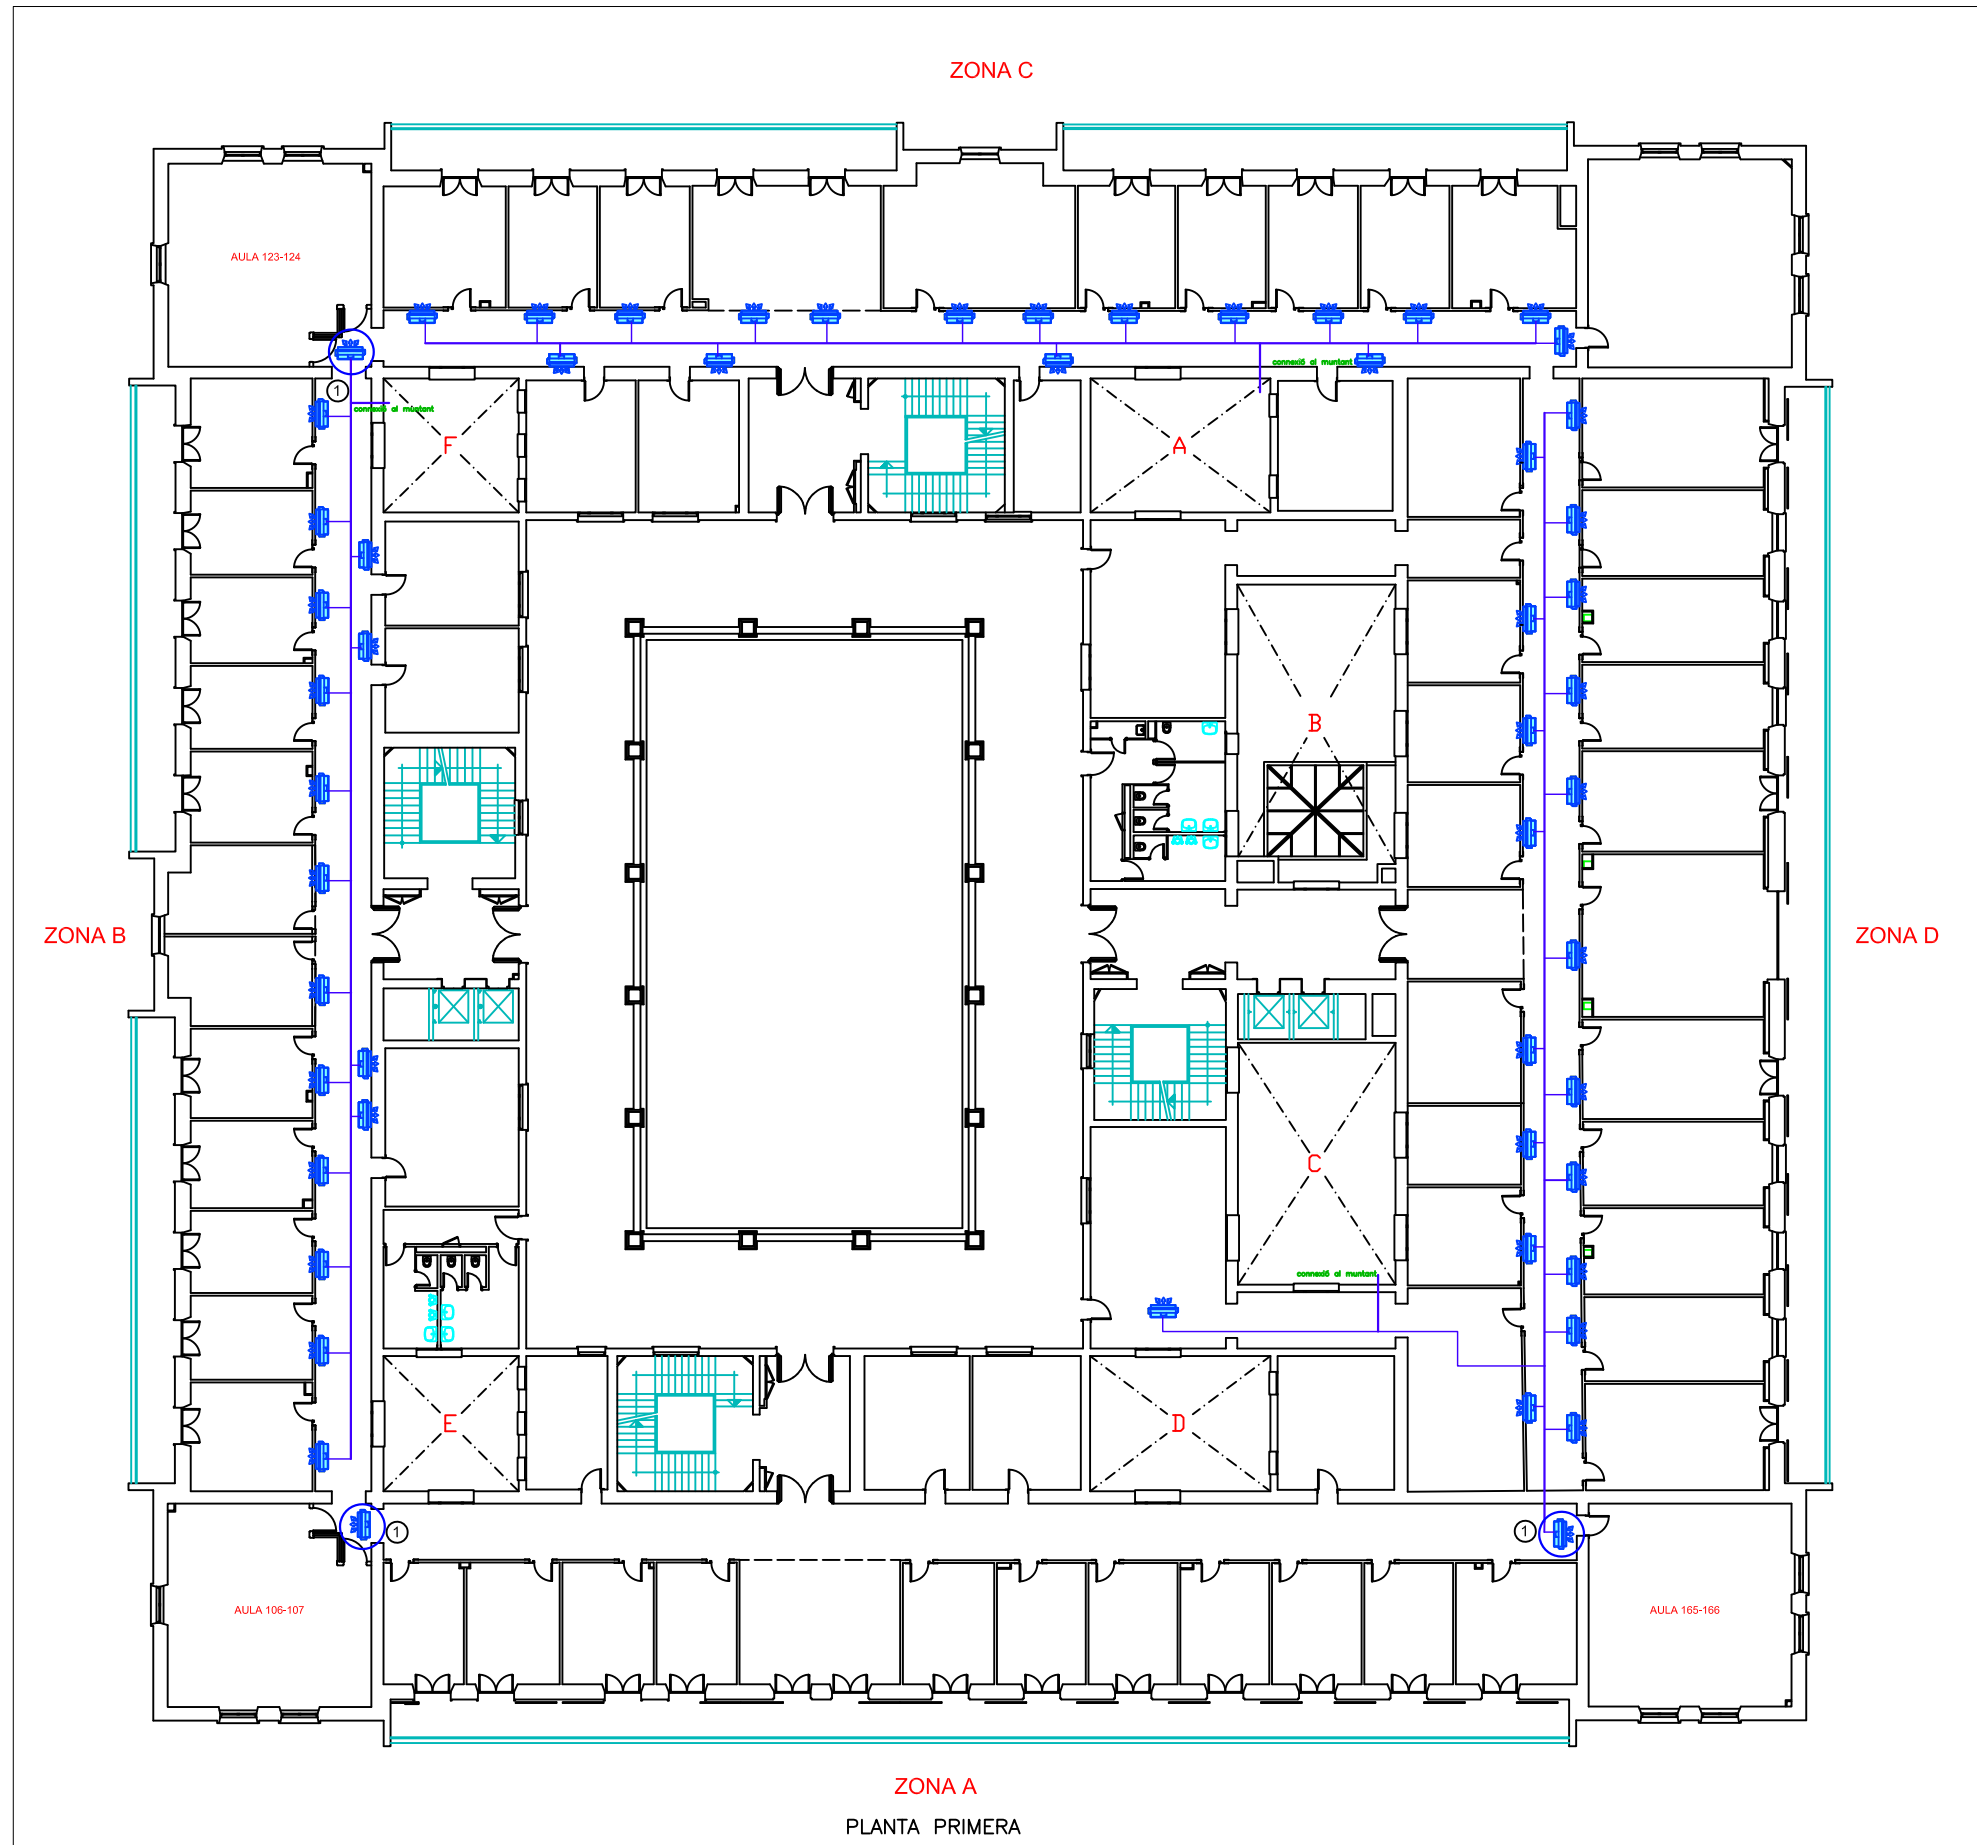 ZONA C
AULA 123-124
connexió al muntant
1
connexió al muntant
F
A
B
ZONA B
ZONA D
C
connexió al muntant
E
D
1
1
AULA 106-107
AULA 165-166
ZONA A
PLANTA PRIMERA